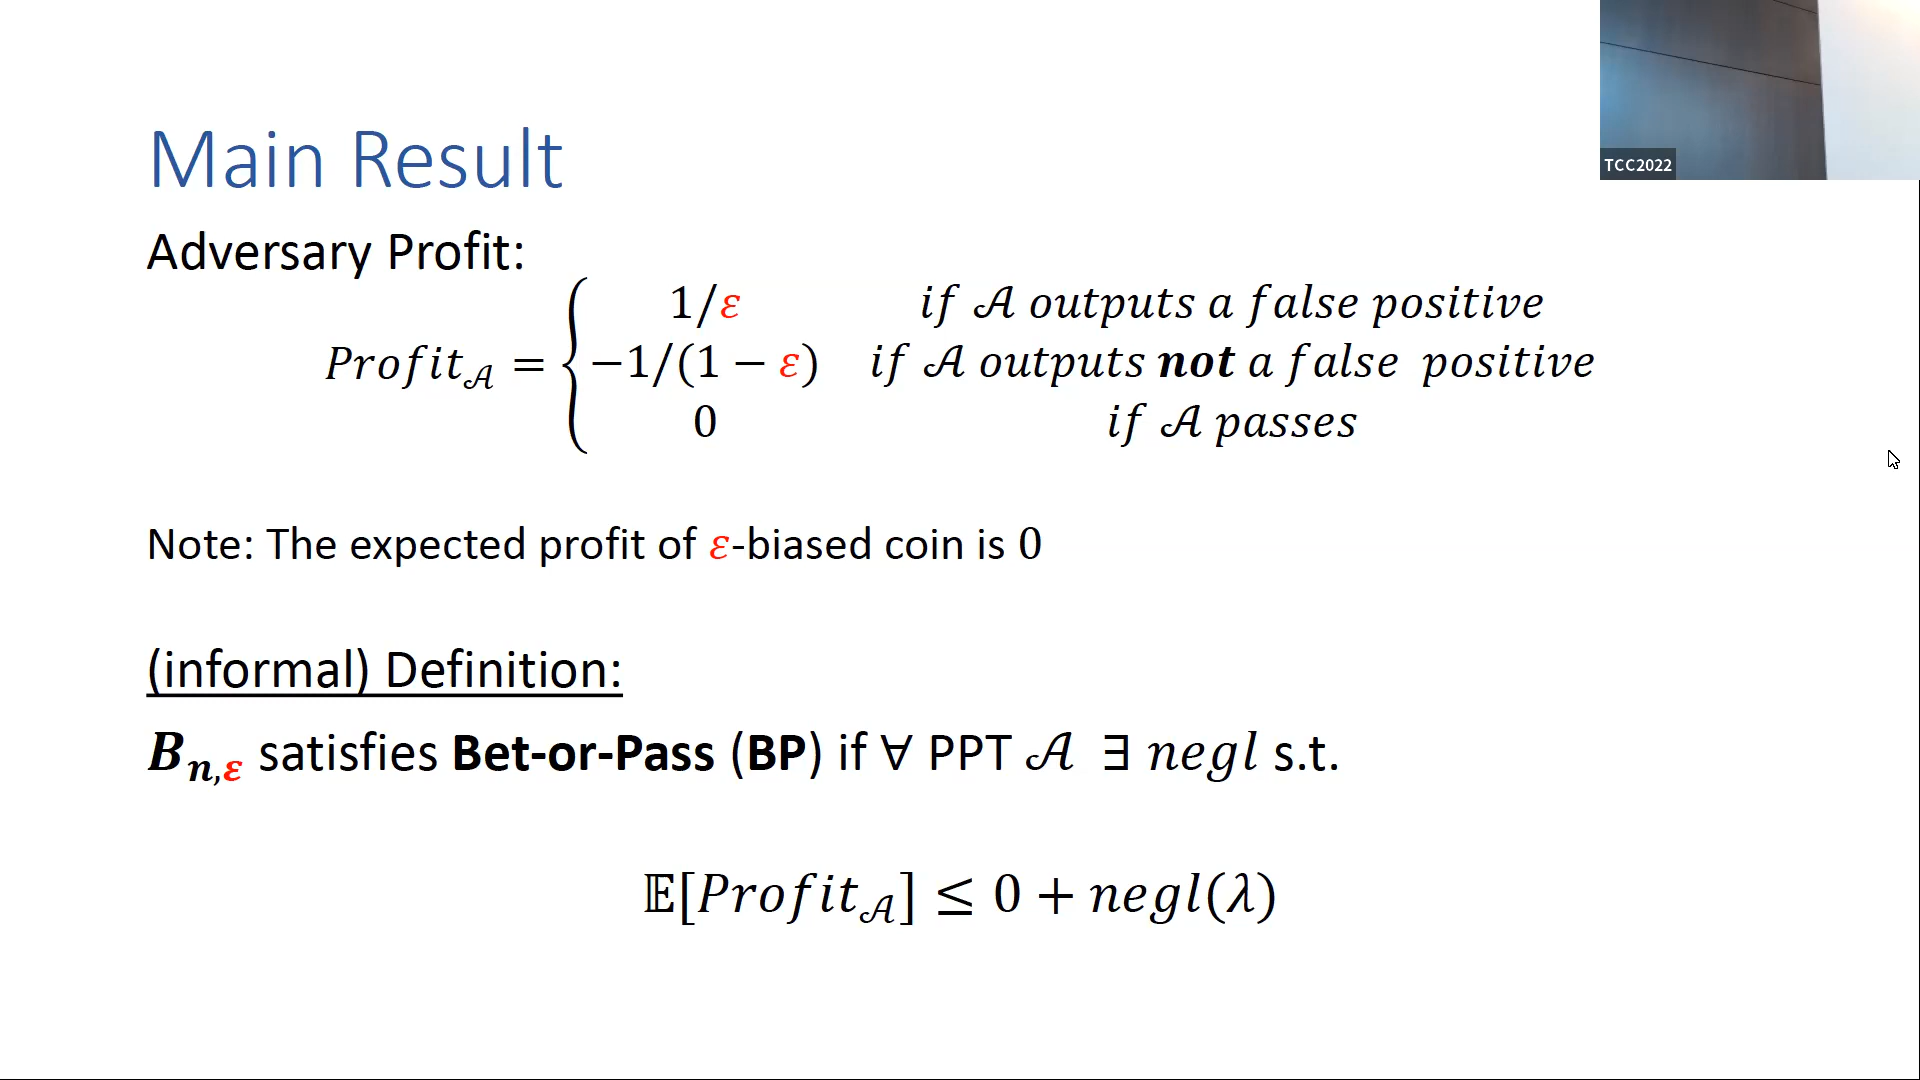 TCC2022
Main Result
Adversary Profit:
1/ε if 𝒜 outputs a false positive
Profit_𝒜 = { −1/(1 − ε) if 𝒜 outputs not a false positive
0 if 𝒜 passes
Note: The expected profit of ε-biased coin is 0
(informal) Definition:
B_{n,ε} satisfies Bet-or-Pass (BP) if ∀ PPT 𝒜 ∃ negl s.t.
𝔼[Profit_𝒜] ≤ 0 + negl(λ)